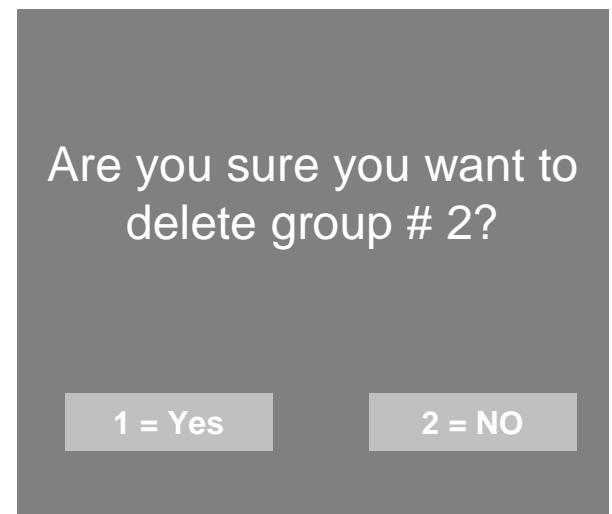 Are you sure you want to
delete group # 2?
1 = Yes
2 = NO